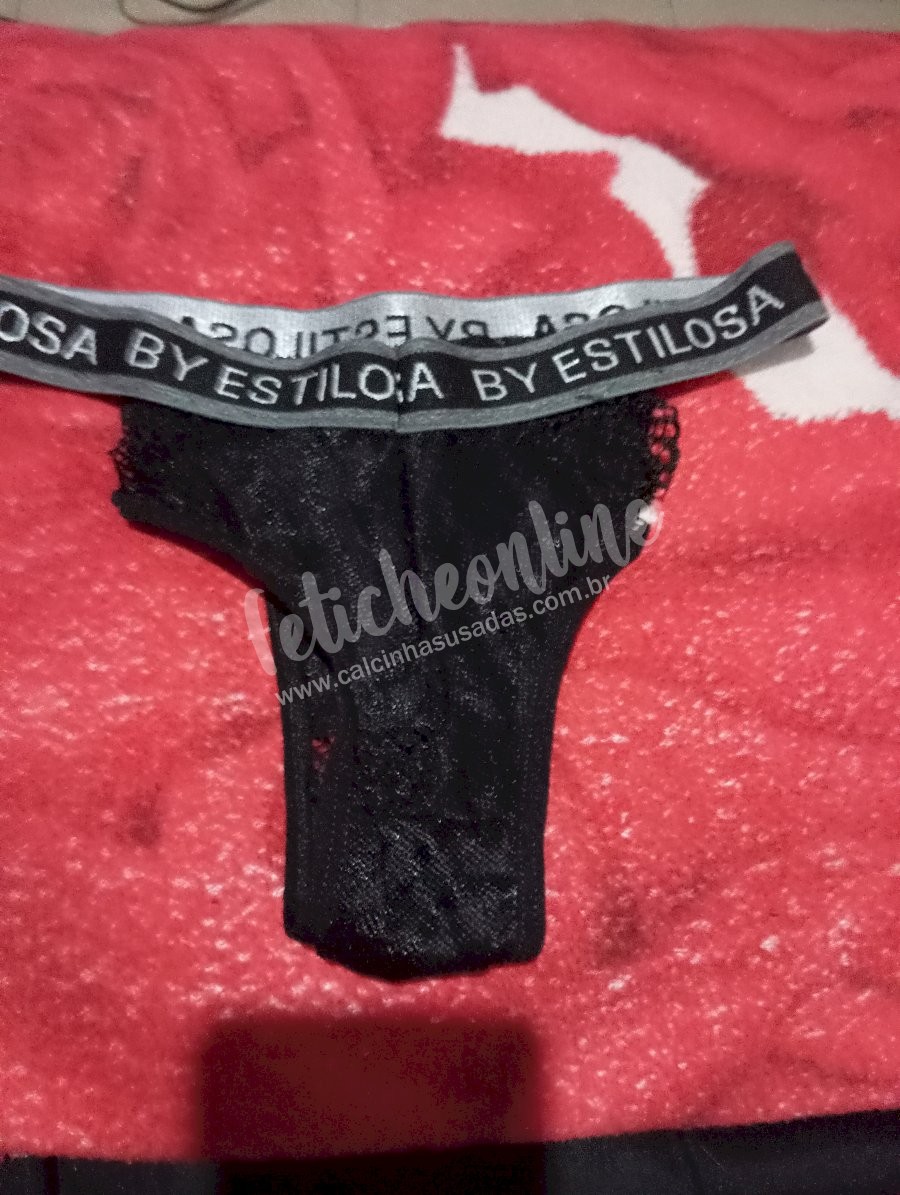 OSA BY ESTILOSA BY ESTILOSA
feticheonline
www.calcinhasusadas.com.br